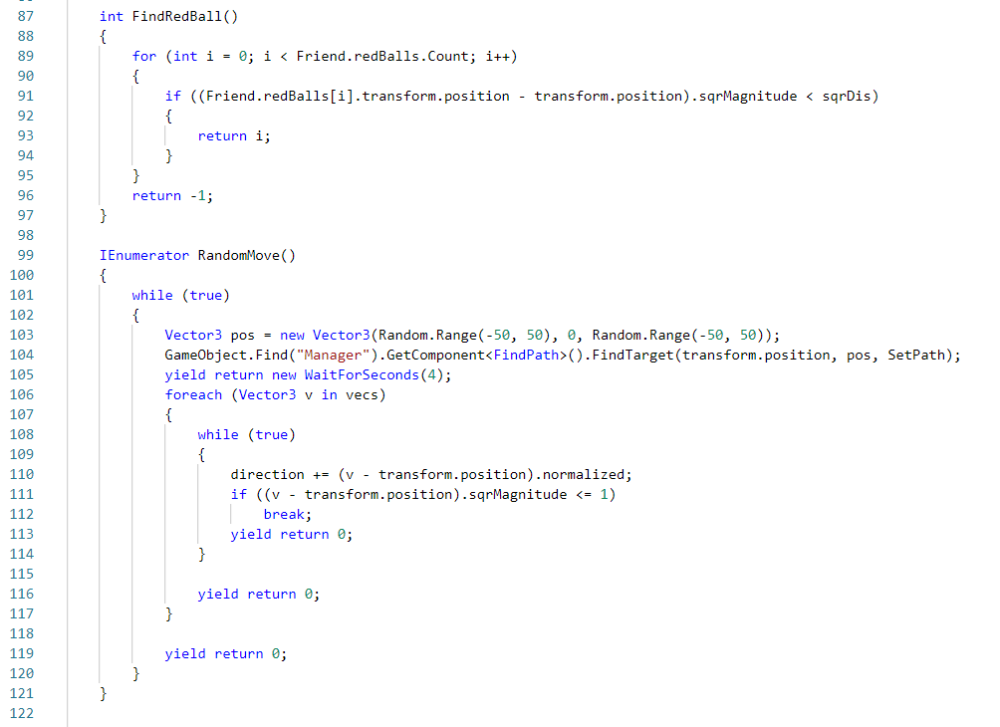 87 int FindRedBall()
88 {
89 for (int i = 0; i < Friend.redBalls.Count; i++)
90 {
91 if ((Friend.redBalls[i].transform.position - transform.position).sqrMagnitude < sqrDis)
92 {
93 return i;
94 }
95 }
96 return -1;
97 }
98
99 IEnumerator RandomMove()
100 {
101 while (true)
102 {
103 Vector3 pos = new Vector3(Random.Range(-50, 50), 0, Random.Range(-50, 50));
104 GameObject.Find("Manager").GetComponent<FindPath>().FindTarget(transform.position, pos, SetPath);
105 yield return new WaitForSeconds(4);
106 foreach (Vector3 v in vecs)
107 {
108 while (true)
109 {
110 direction += (v - transform.position).normalized;
111 if ((v - transform.position).sqrMagnitude <= 1)
112 break;
113 yield return 0;
114 }
115
116 yield return 0;
117 }
118
119 yield return 0;
120 }
121 }
122